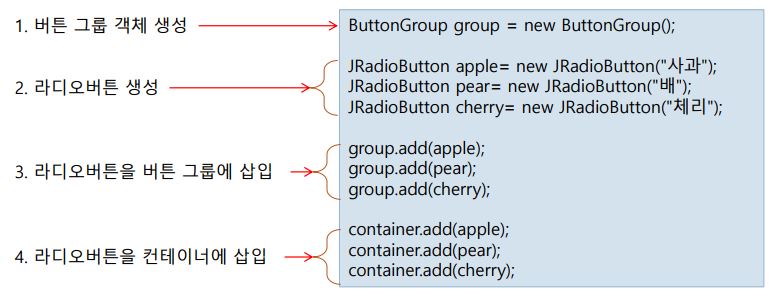 1. 버튼 그룹 객체 생성
ButtonGroup group = new ButtonGroup();
2. 라디오버튼 생성
JRadioButton apple= new JRadioButton("사과");
JRadioButton pear= new JRadioButton("배");
JRadioButton cherry= new JRadioButton("체리");
3. 라디오버튼을 버튼 그룹에 삽입
group.add(apple);
group.add(pear);
group.add(cherry);
4. 라디오버튼을 컨테이너에 삽입
container.add(apple);
container.add(pear);
container.add(cherry);